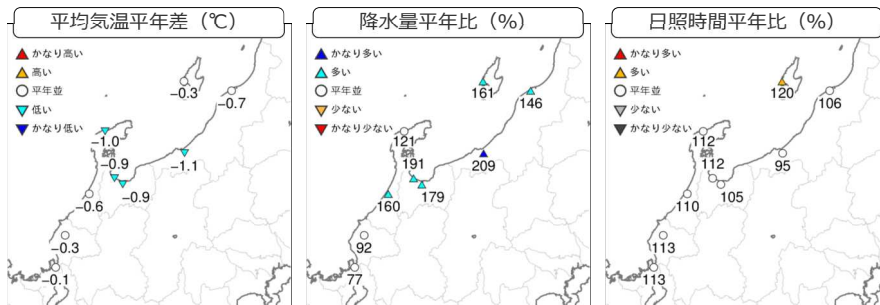 平均気温平年差（℃）
▲ かなり高い
▲ 高い
○ 平年並
▼ 低い
▼ かなり低い
−0.3
−0.7
−1.0
−0.9
−1.1
−0.9
−0.6
−0.3
−0.1
降水量平年比（%）
▲ かなり多い
▲ 多い
○ 平年並
▼ 少ない
▼ かなり少ない
161
146
121
191
209
179
160
92
77
日照時間平年比（%）
▲ かなり多い
▲ 多い
○ 平年並
▼ 少ない
▼ かなり少ない
120
106
112
112
95
105
110
113
113